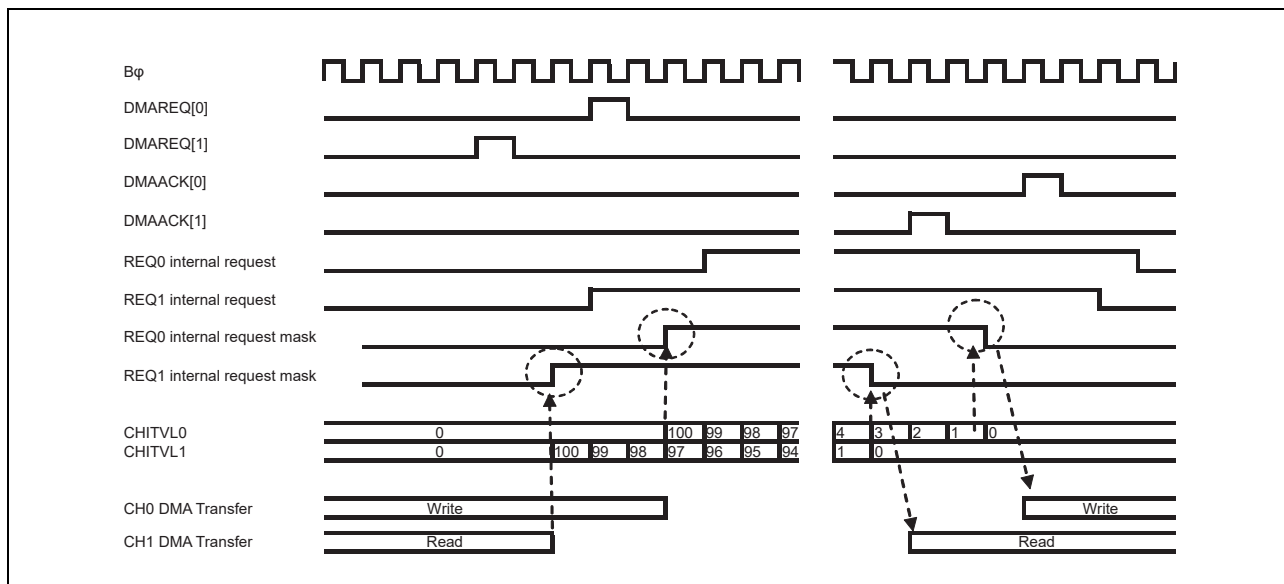 Bφ
DMAREQ[0]
DMAREQ[1]
DMAACK[0]
DMAACK[1]
REQ0 internal request
REQ1 internal request
REQ0 internal request mask
REQ1 internal request mask
CHITVL0 0 100 99 98 97 4 3 2 1 0
CHITVL1 0 100 99 98 97 96 95 94 1 0
CH0 DMA Transfer Write Write
CH1 DMA Transfer Read Read